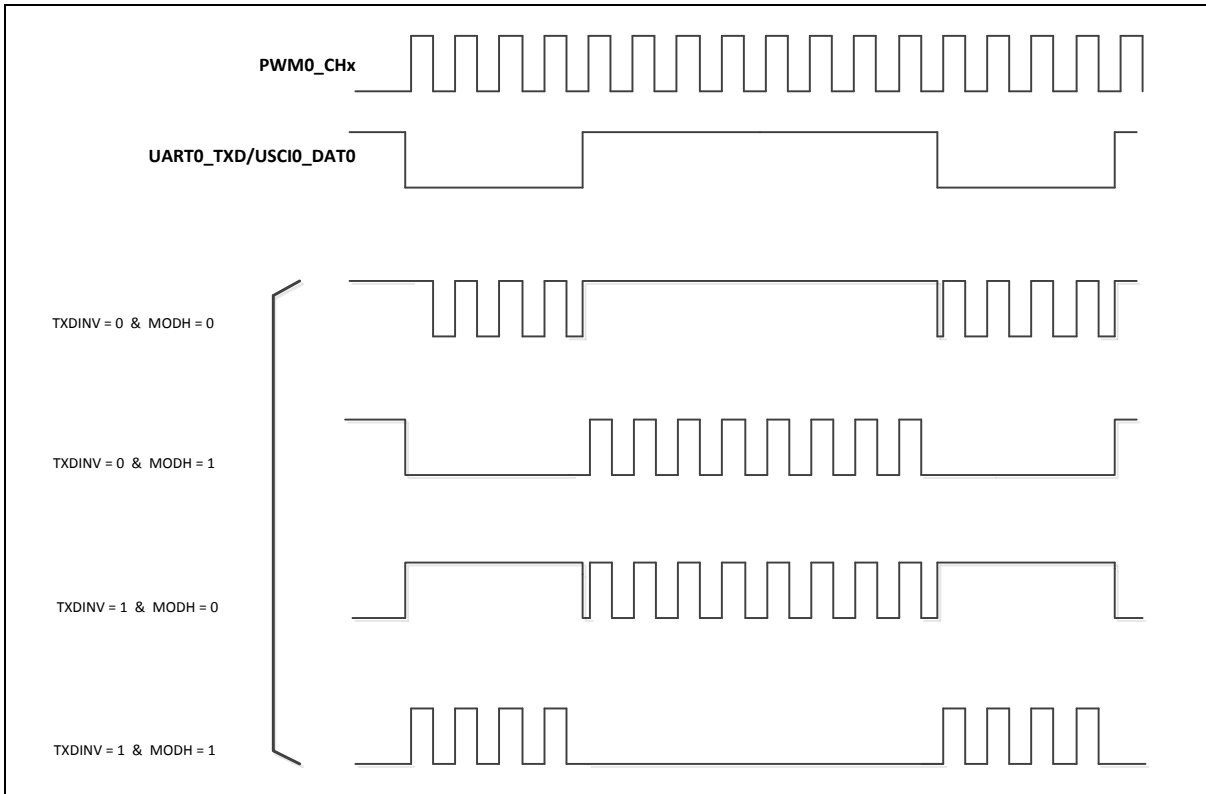 PWM0_CHx
UART0_TXD/USCI0_DAT0
TXDINV = 0 & MODH = 0
TXDINV = 0 & MODH = 1
TXDINV = 1 & MODH = 0
TXDINV = 1 & MODH = 1